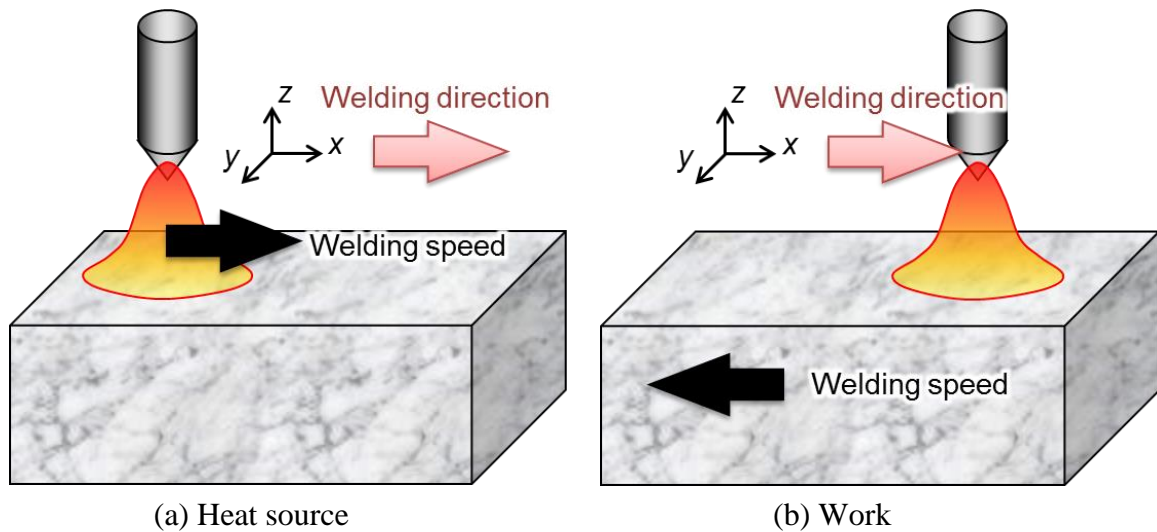 z
Welding direction
y
x
Welding speed
(a) Heat source
z
Welding direction
y
x
Welding speed
(b) Work